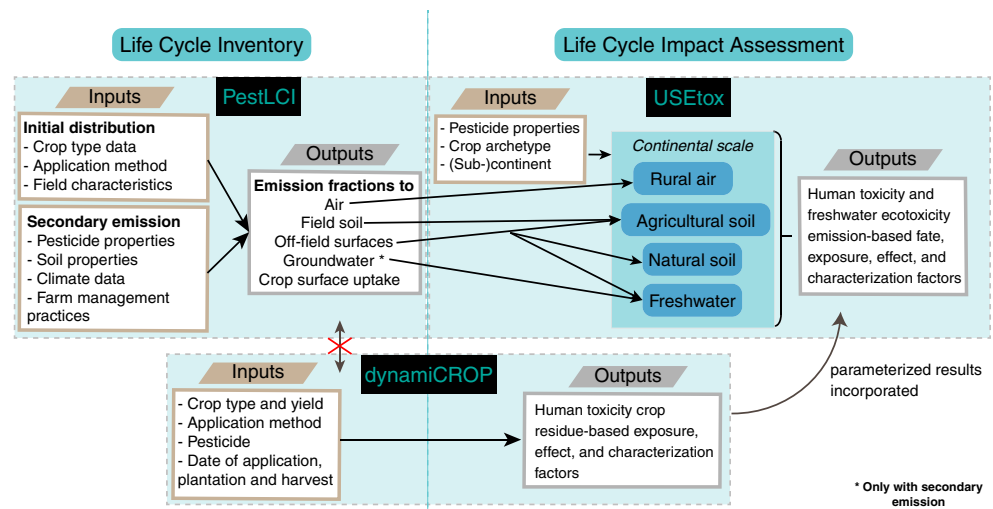 Life Cycle Inventory
Life Cycle Impact Assessment
PestLCI
Inputs
Initial distribution
- Crop type data
- Application method
- Field characteristics
Secondary emission
- Pesticide properties
- Soil properties
- Climate data
- Farm management
practices
Outputs
Emission fractions to
Air
Field soil
Off-field surfaces
Groundwater *
Crop surface uptake
USEtox
Inputs
- Pesticide properties
- Crop archetype
- (Sub-)continent
Continental scale
Rural air
Agricultural soil
Natural soil
Freshwater
Outputs
Human toxicity and
freshwater ecotoxicity
emission-based fate,
exposure, effect, and
characterization factors
dynamiCROP
Inputs
- Crop type and yield
- Application method
- Pesticide
- Date of application,
plantation and harvest
Outputs
Human toxicity crop
residue-based exposure,
effect, and characterization
factors
parameterized results
incorporated
* Only with secondary
emission